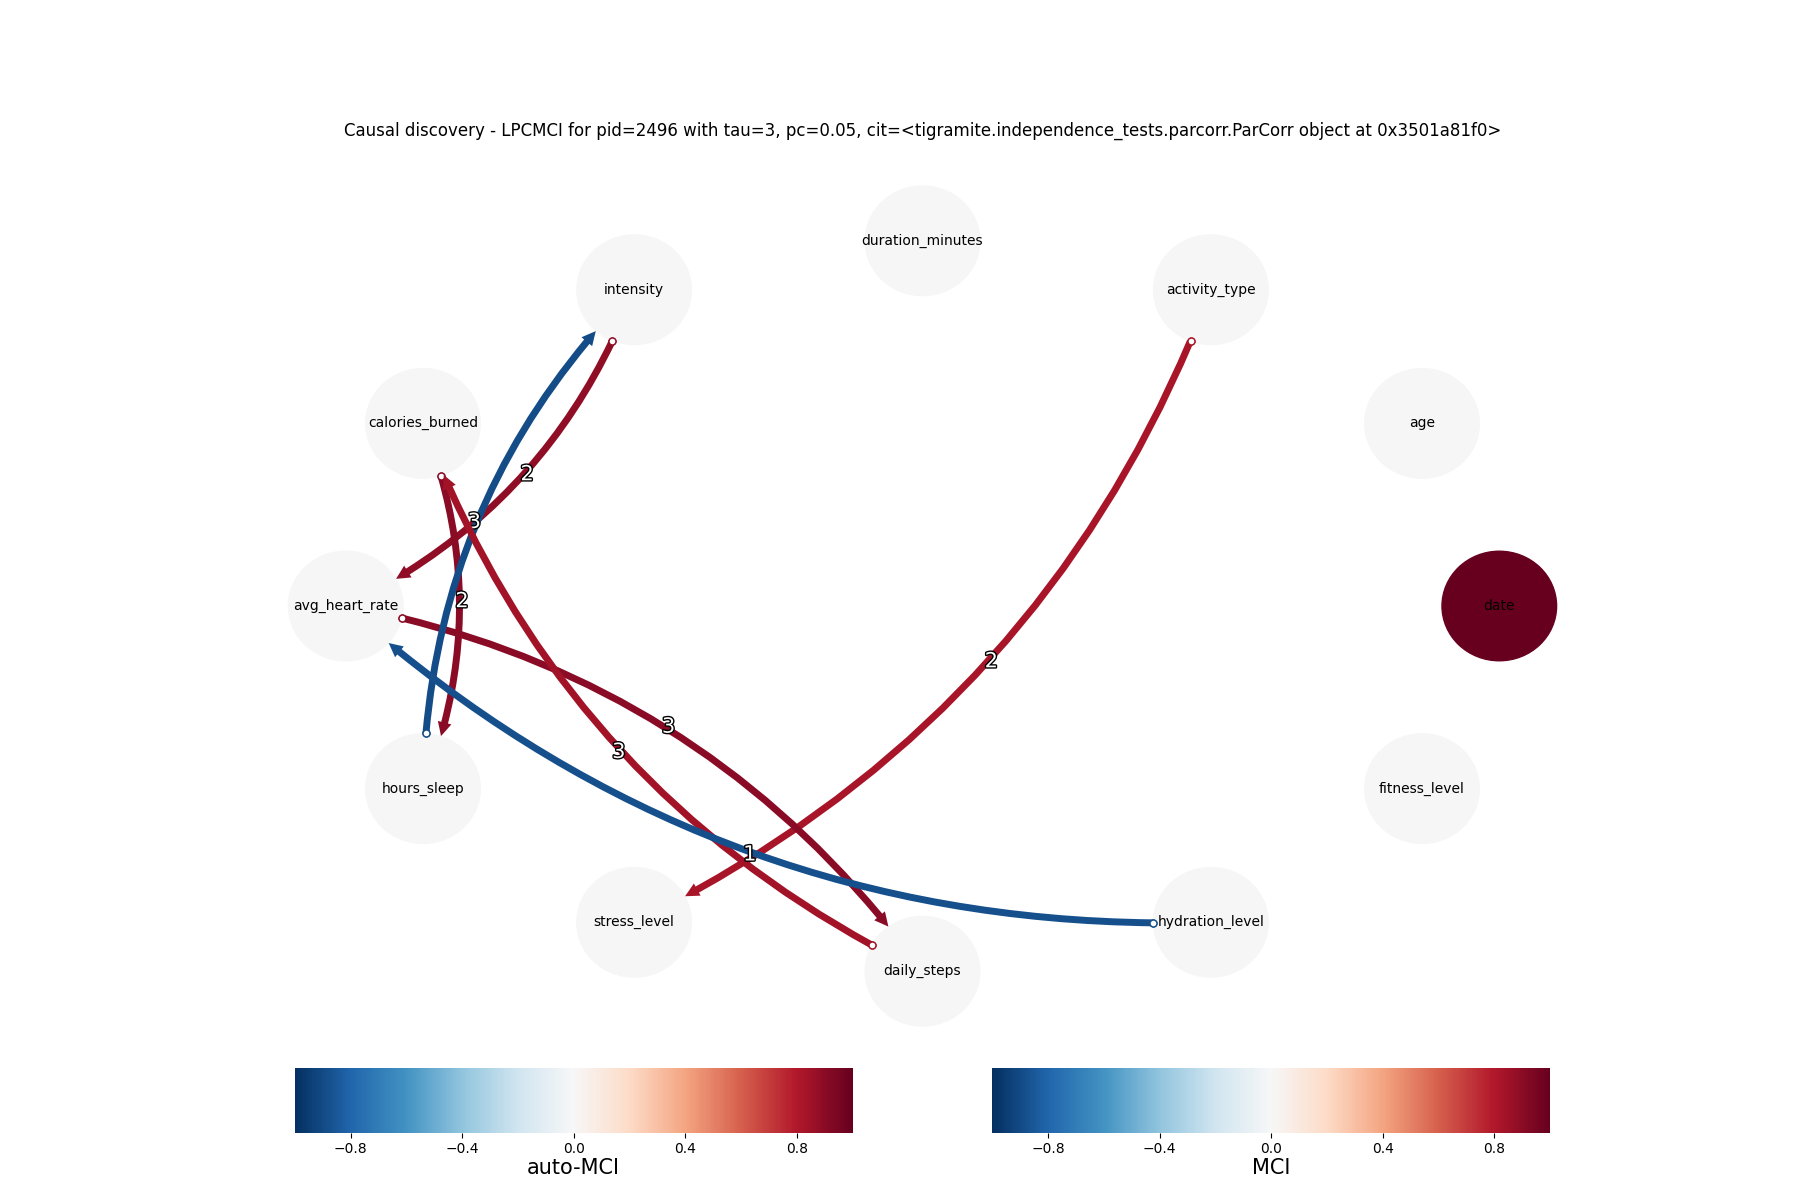 Causal discovery - LPCMCI for pid=2496 with tau=3, pc=0.05, cit=<tigramite.independence_tests.parcorr.ParCorr object at 0x3501a81f0>
duration_minutes
intensity
activity_type
calories_burned
age
2
3
2
avg_heart_rate
date
2
3
3
hours_sleep
fitness_level
1
stress_level
hydration_level
daily_steps
−0.8 −0.4 0.0 0.4 0.8
auto-MCI
−0.8 −0.4 0.0 0.4 0.8
MCI